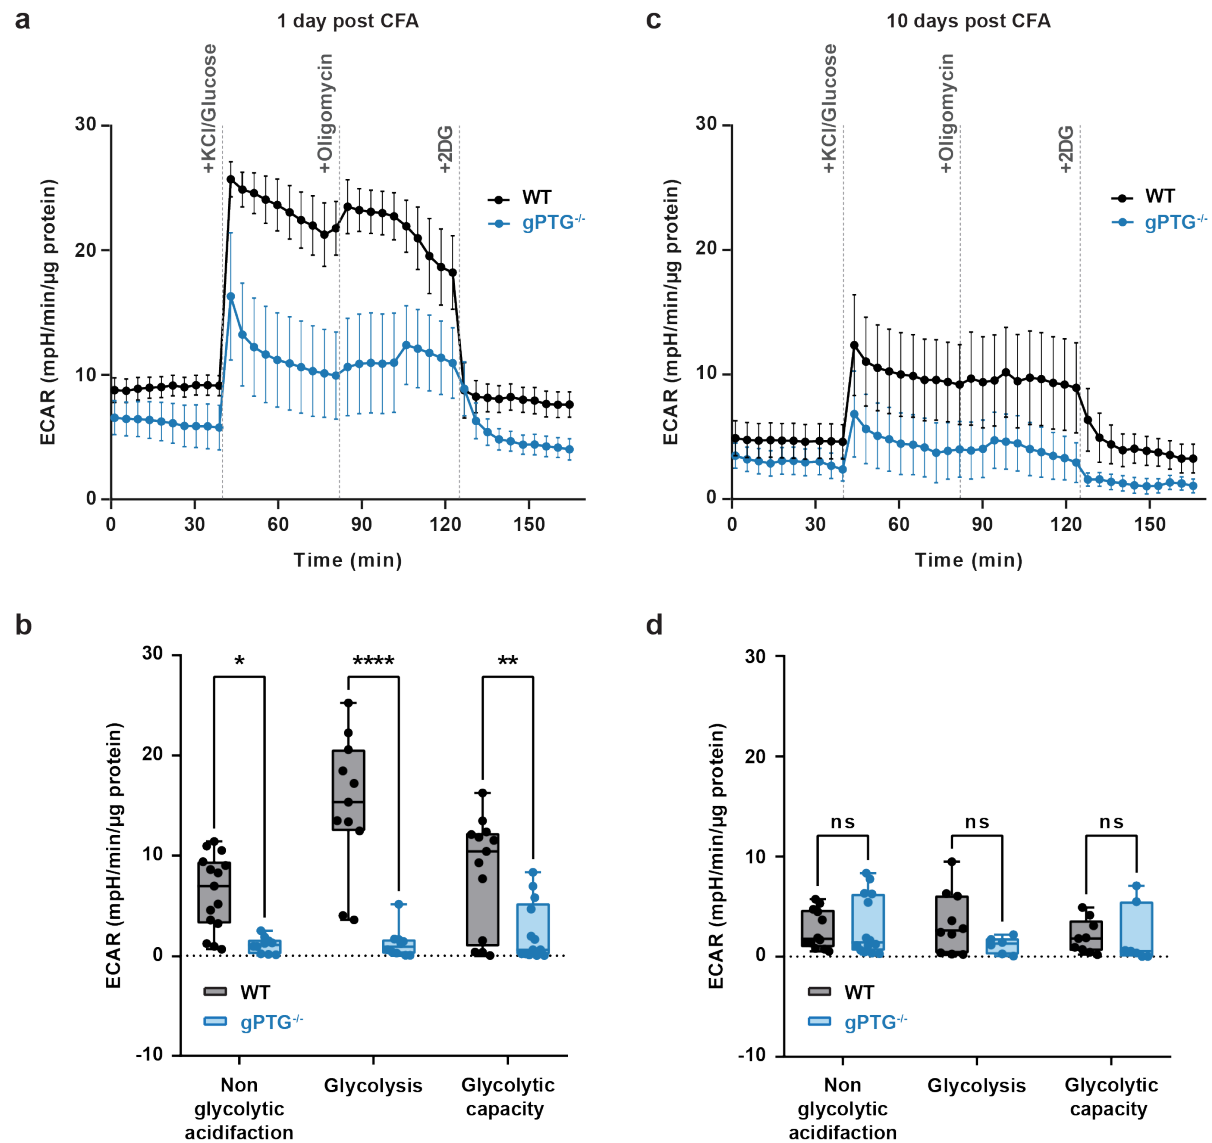 a
1 day post CFA
+KCl/Glucose
+Oligomycin
+2DG
30
20
10
0
ECAR (mpH/min/µg protein)
WT
gPTG-/-
0 30 60 90 120 150
Time (min)
c
10 days post CFA
+KCl/Glucose
+Oligomycin
+2DG
30
20
10
0
ECAR (mpH/min/µg protein)
WT
gPTG-/-
0 30 60 90 120 150
Time (min)
b
30
20
10
0
-10
ECAR (mpH/min/µg protein)
* **** **
WT
gPTG-/-
Non
glycolytic
acidifaction
Glycolysis
Glycolytic
capacity
d
30
20
10
0
-10
ECAR (mpH/min/µg protein)
ns ns ns
WT
gPTG-/-
Non
glycolytic
acidifaction
Glycolysis
Glycolytic
capacity